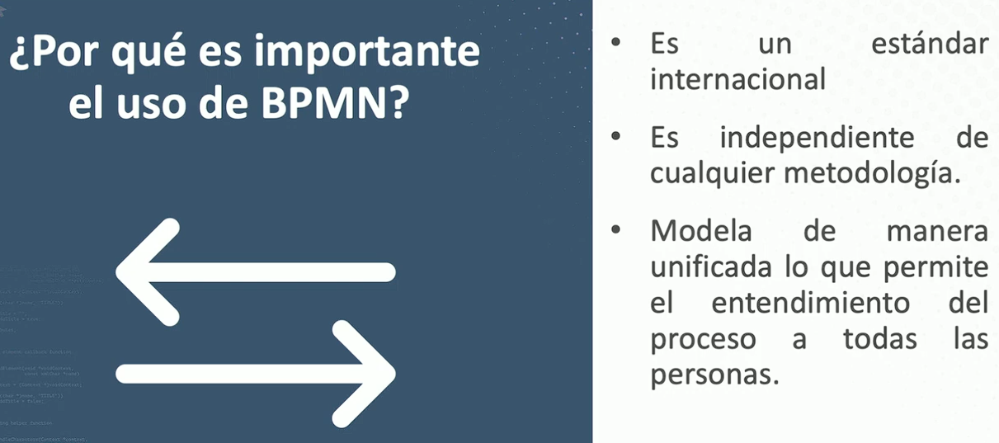 ¿Por qué es importante
el uso de BPMN?
• Es un estándar
internacional
• Es independiente de
cualquier metodología.
• Modela de manera
unificada lo que permite
el entendimiento del
proceso a todas las
personas.